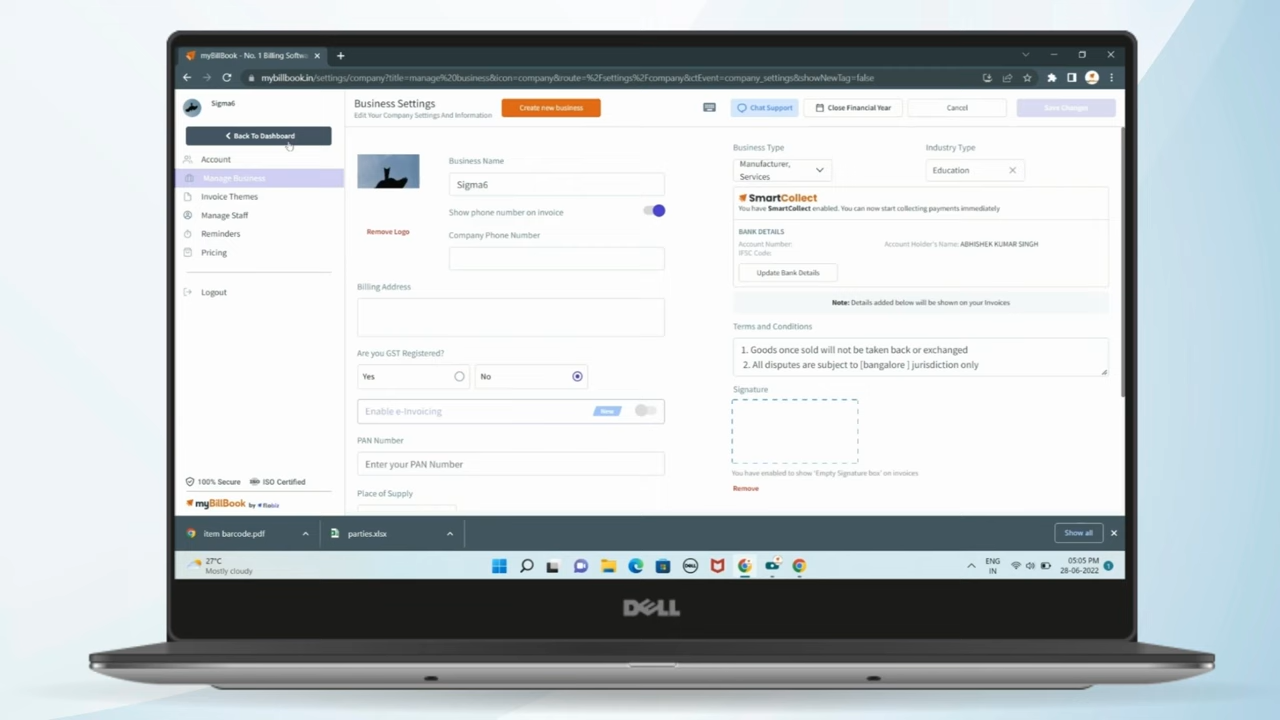 myBillBook - No. 1 Billing Softw
mybillbook.in/settings/company?title=manage%20business&icon=company&route=%2Fsettings%2Fcompany&ctEvent=company_settings&showNewTag=false
Sigma6
Back To Dashboard
Account
Manage Business
Invoice Themes
Manage Staff
Reminders
Pricing
Logout
100% Secure
ISO Certified
myBillBook by flobiz
Business Settings
Edit Your Company Settings And Information
Create new business
Chat Support
Close Financial Year
Cancel
Save Changes
Remove Logo
Business Name
Sigma6
Show phone number on invoice
Company Phone Number
Billing Address
Are you GST Registered?
Yes
No
Enable e-Invoicing
New
PAN Number
Enter your PAN Number
Place of Supply
Business Type
Manufacturer,
Services
Industry Type
Education
SmartCollect
You have SmartCollect enabled. You can now start collecting payments immediately
BANK DETAILS
Account Number:
IFSC Code:
Account Holder's Name: ABHISHEK KUMAR SINGH
Update Bank Details
Note: Details added below will be shown on your Invoices
Terms and Conditions
1. Goods once sold will not be taken back or exchanged
2. All disputes are subject to [bangalore ] jurisdiction only
Signature
You have enabled to show 'Empty Signature box' on invoices
Remove
item barcode.pdf
parties.xlsx
Show all
27°C
Mostly cloudy
DELL
ENG
IN
05:05 PM
28-06-2022
1
DELL